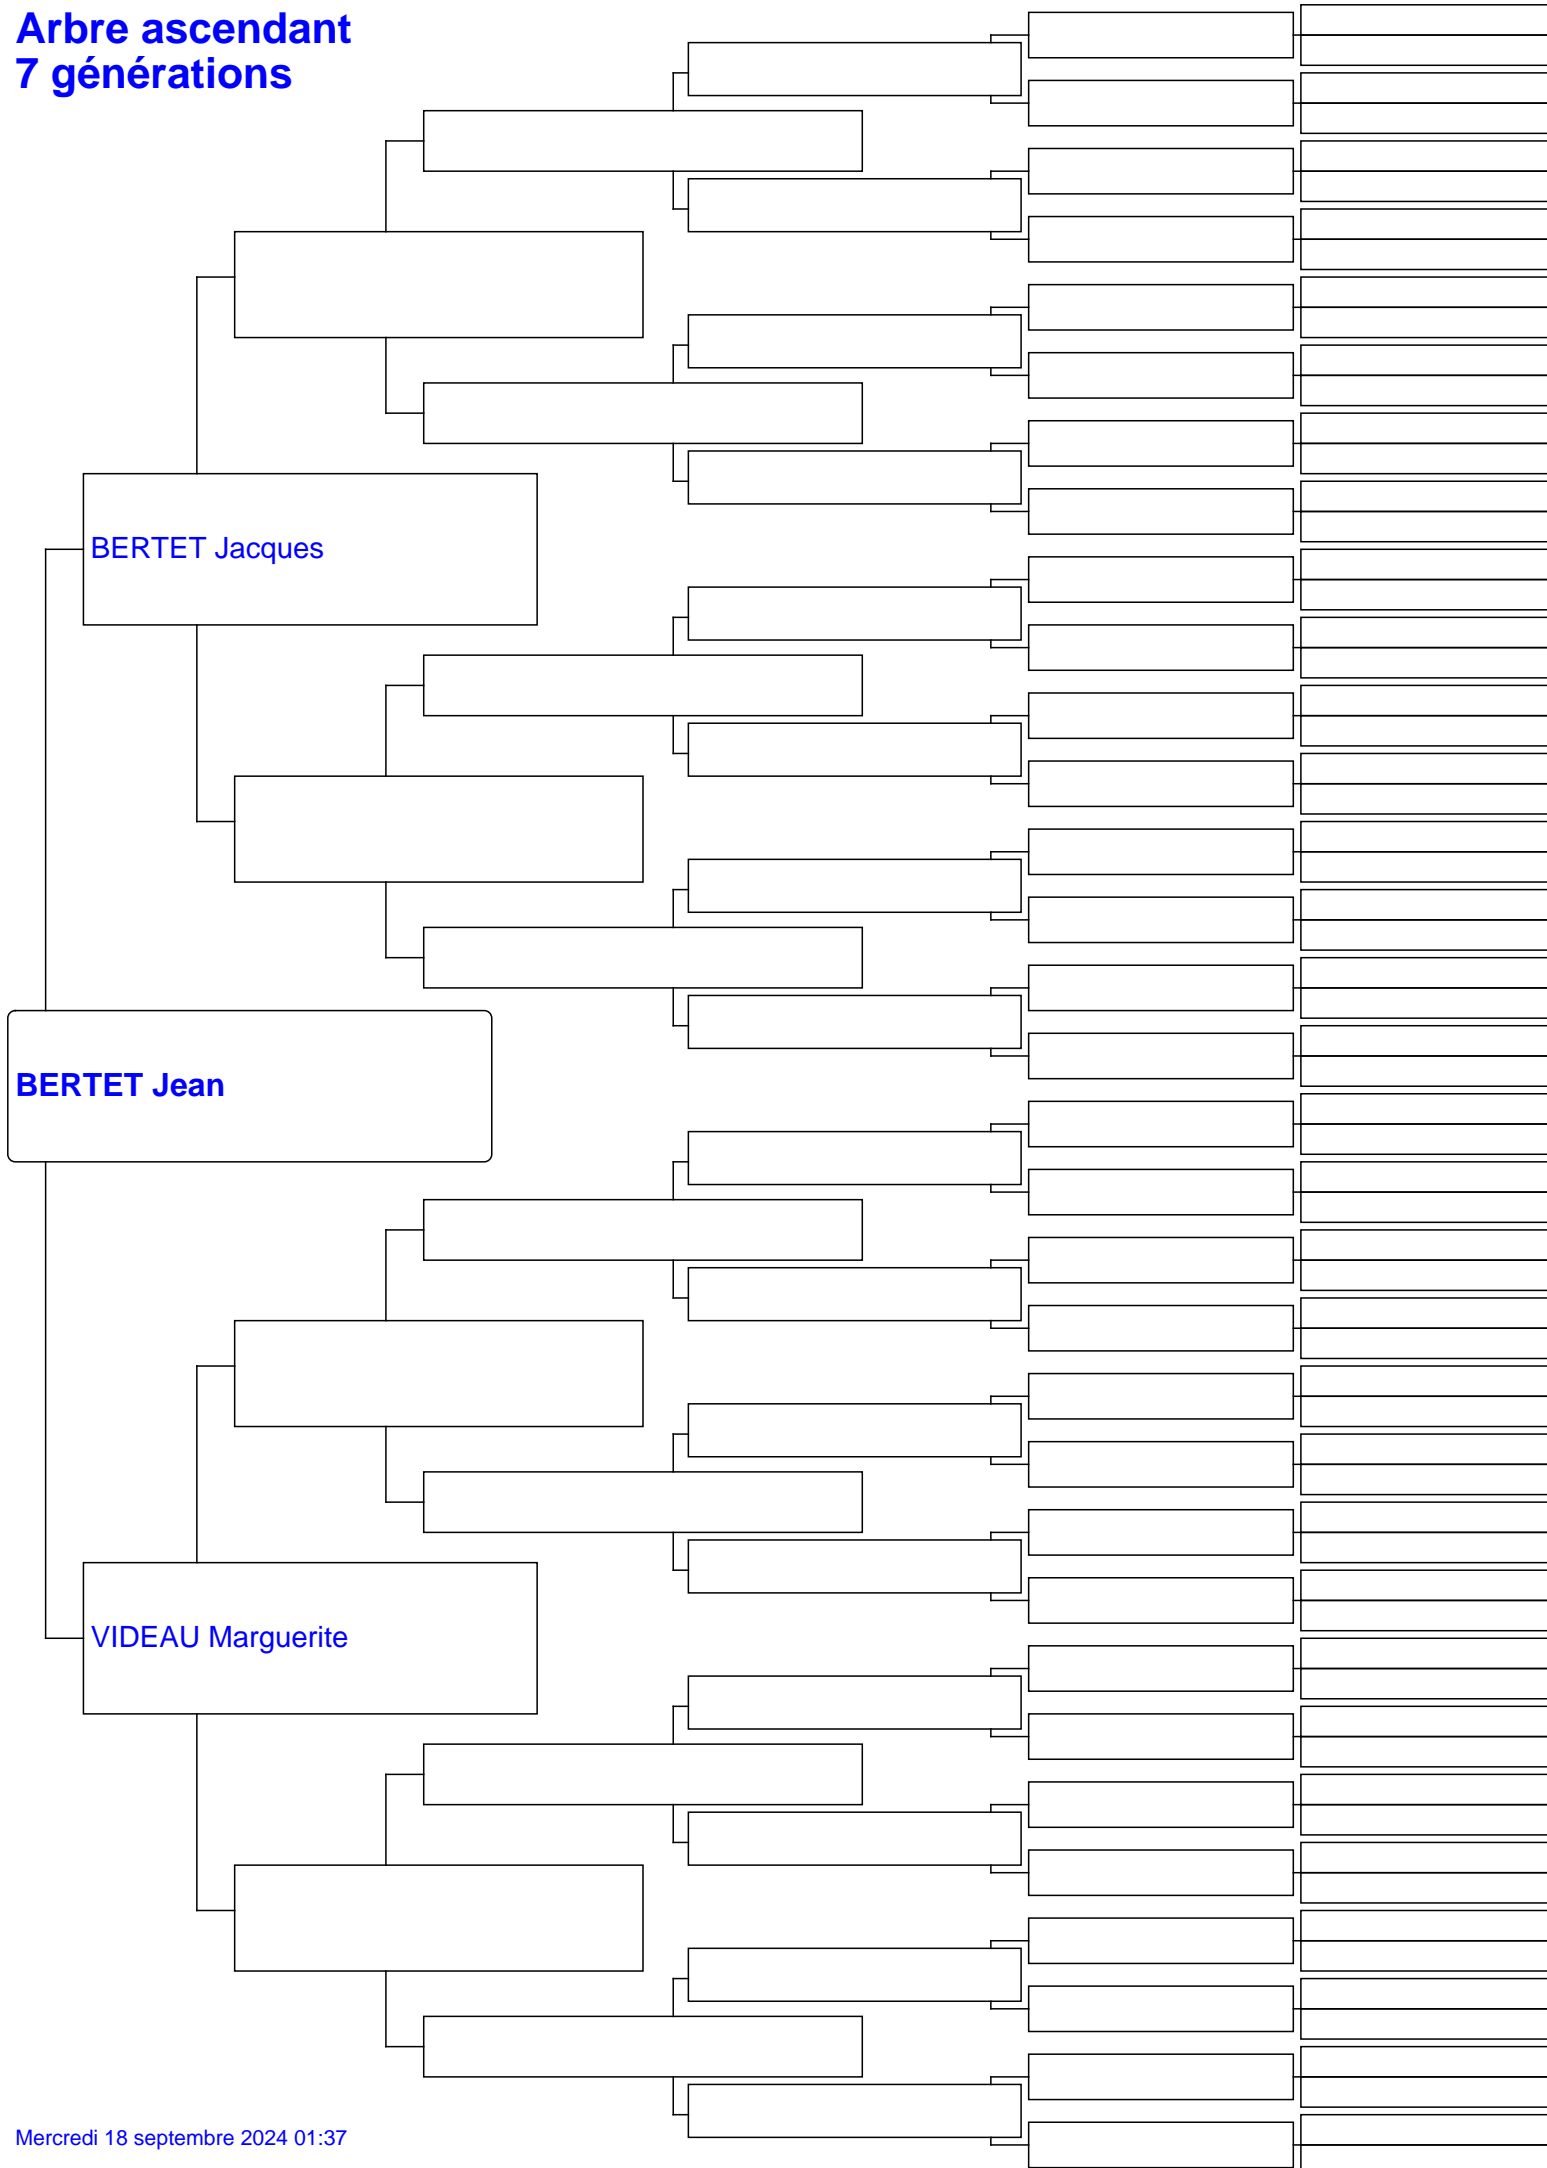 Arbre ascendant
7 générations
BERTET Jacques
BERTET Jean
VIDEAU Marguerite
Mercredi 18 septembre 2024 01:37